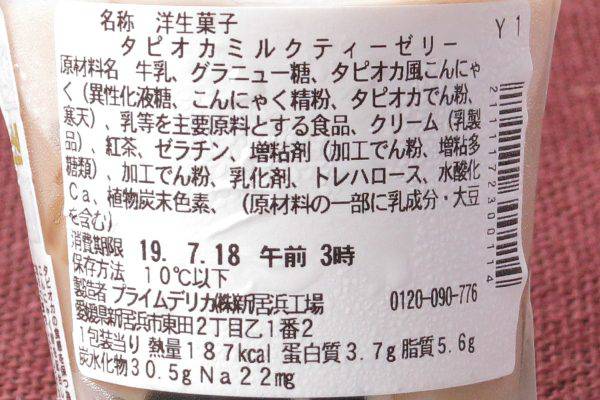 名称 洋生菓子
Y1
タピオカミルクティーゼリー
原材料名 牛乳、グラニュー糖、タピオカ風こんにゃ
く(異性化液糖、こんにゃく精粉、タピオカでん粉、
寒天)、乳等を主要原料とする食品、クリーム(乳製
品)、紅茶、ゼラチン、増粘剤(加工でん粉、増粘多
糖類)、加工でん粉、乳化剤、トレハロース、水酸化
Ca、植物炭末色素、(原材料の一部に乳成分・大豆
を含む)
2111172300114
消費期限 19. 7.18 午前 3時
保存方法 10℃以下
製造者 プライムデリカ㈱新居浜工場 0120-090-776
愛媛県新居浜市東田2丁目乙1番2
1包装当り 熱量187kcal 蛋白質3.7g 脂質5.6g
炭水化物30.5g Na22mg